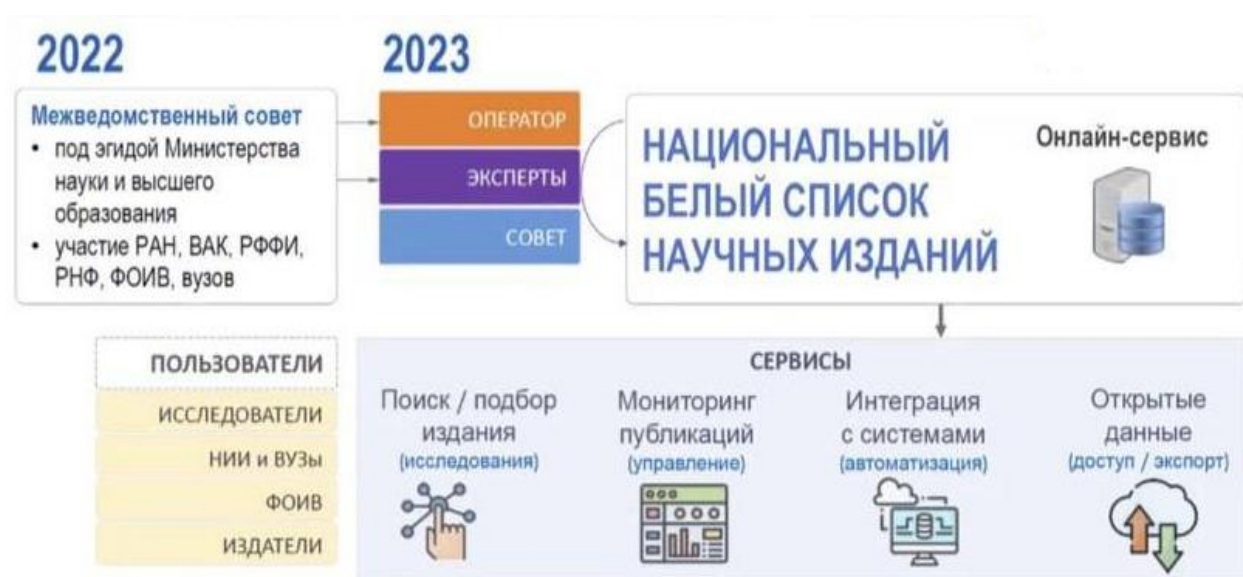 2022
Межведомственный совет
• под эгидой Министерства
науки и высшего
образования
• участие РАН, ВАК, РФФИ,
РНФ, ФОИВ, вузов
2023
ОПЕРАТОР
ЭКСПЕРТЫ
СОВЕТ
НАЦИОНАЛЬНЫЙ
БЕЛЫЙ СПИСОК
НАУЧНЫХ ИЗДАНИЙ
Онлайн-сервис
ПОЛЬЗОВАТЕЛИ
ИССЛЕДОВАТЕЛИ
НИИ и ВУЗы
ФОИВ
ИЗДАТЕЛИ
СЕРВИСЫ
Поиск / подбор
издания
(исследования)
Мониторинг
публикаций
(управление)
Интеграция
с системами
(автоматизация)
Открытые
данные
(доступ / экспорт)